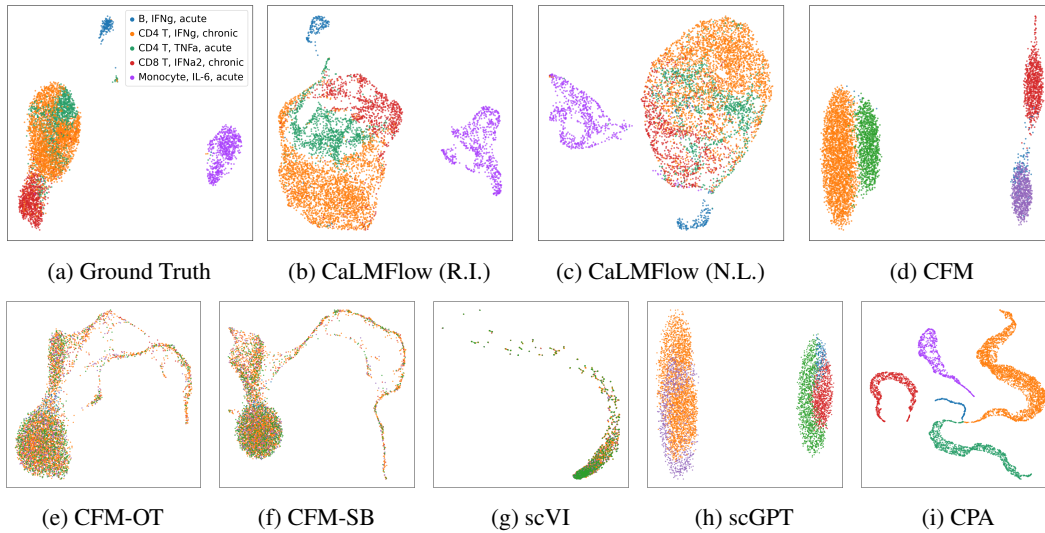 B, IFNg, acute
CD4 T, IFNg, chronic
CD4 T, TNFa, acute
CD8 T, IFNa2, chronic
Monocyte, IL-6, acute
(a) Ground Truth
(b) CaLMFlow (R.I.)
(c) CaLMFlow (N.L.)
(d) CFM
(e) CFM-OT
(f) CFM-SB
(g) scVI
(h) scGPT
(i) CPA